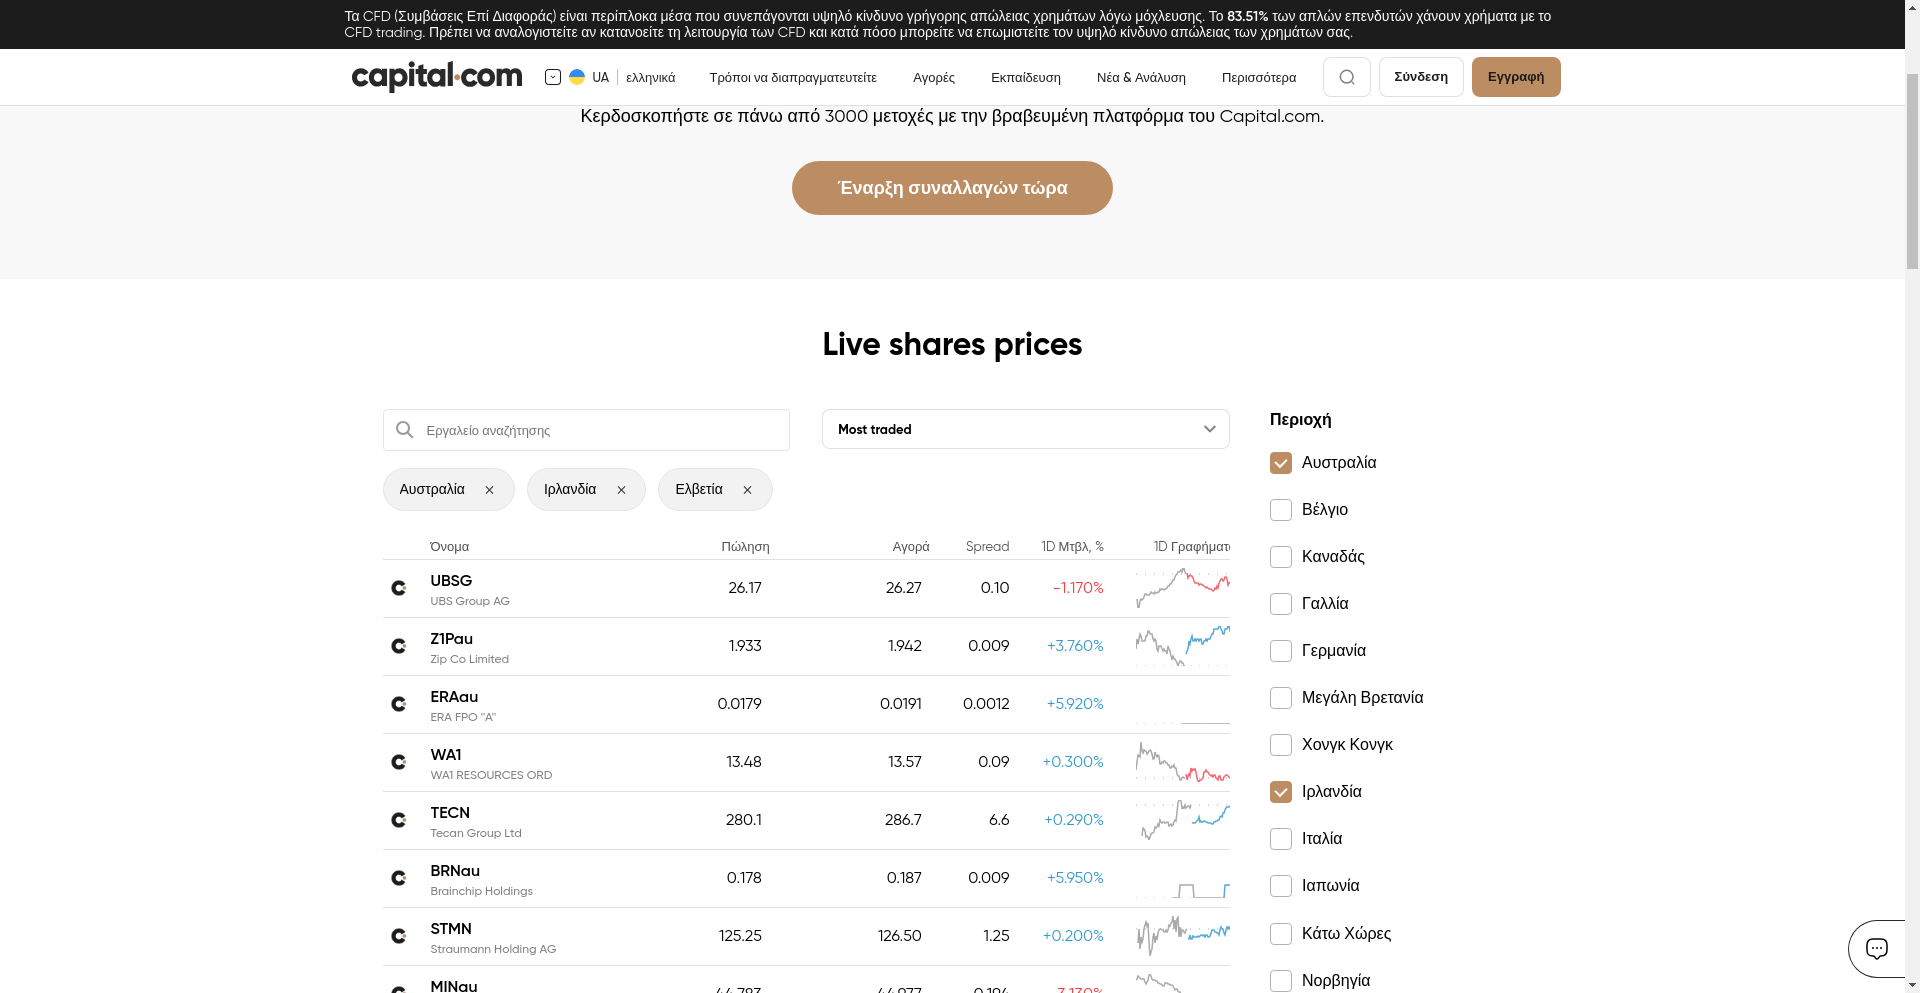 Τα CFD (Συμβάσεις Επί Διαφοράς) είναι περίπλοκα μέσα που συνεπάγονται υψηλό κίνδυνο γρήγορης απώλειας χρημάτων λόγω μόχλευσης. Το 83.51% των απλών επενδυτών χάνουν χρήματα με το
CFD trading. Πρέπει να αναλογιστείτε αν κατανοείτε τη λειτουργία των CFD και κατά πόσο μπορείτε να επωμιστείτε τον υψηλό κίνδυνο απώλειας των χρημάτων σας.
capital.com UA ελληνικά Τρόποι να διαπραγματευτείτε Αγορές Εκπαίδευση Νέα & Ανάλυση Περισσότερα Σύνδεση Εγγραφή
Κερδοσκοπήστε σε πάνω από 3000 μετοχές με την βραβευμένη πλατφόρμα του Capital.com.
Έναρξη συναλλαγών τώρα
Live shares prices
Εργαλείο αναζήτησης
Most traded
Αυστραλία
Ιρλανδία
Ελβετία
Όνομα Πώληση Αγορά Spread 1D Μτβλ, %  1D Γραφήματ
UBSG 26.17 26.27 0.10 -1.170%
UBS Group AG
Z1Pau 1.933 1.942 0.009 +3.760%
Zip Co Limited
ERAau 0.0179 0.0191 0.0012 +5.920%
ERA FPO "A"
WA1 13.48 13.57 0.09 +0.300%
WA1 RESOURCES ORD
TECN 280.1 286.7 6.6 +0.290%
Tecan Group Ltd
BRNau 0.178 0.187 0.009 +5.950%
Brainchip Holdings
STMN 125.25 126.50 1.25 +0.200%
Straumann Holding AG
MINau 44.783 44.977 0.194 -3.130%
Περιοχή
Αυστραλία
Βέλγιο
Καναδάς
Γαλλία
Γερμανία
Μεγάλη Βρετανία
Χονγκ Κονγκ
Ιρλανδία
Ιταλία
Ιαπωνία
Κάτω Χώρες
Νορβηγία